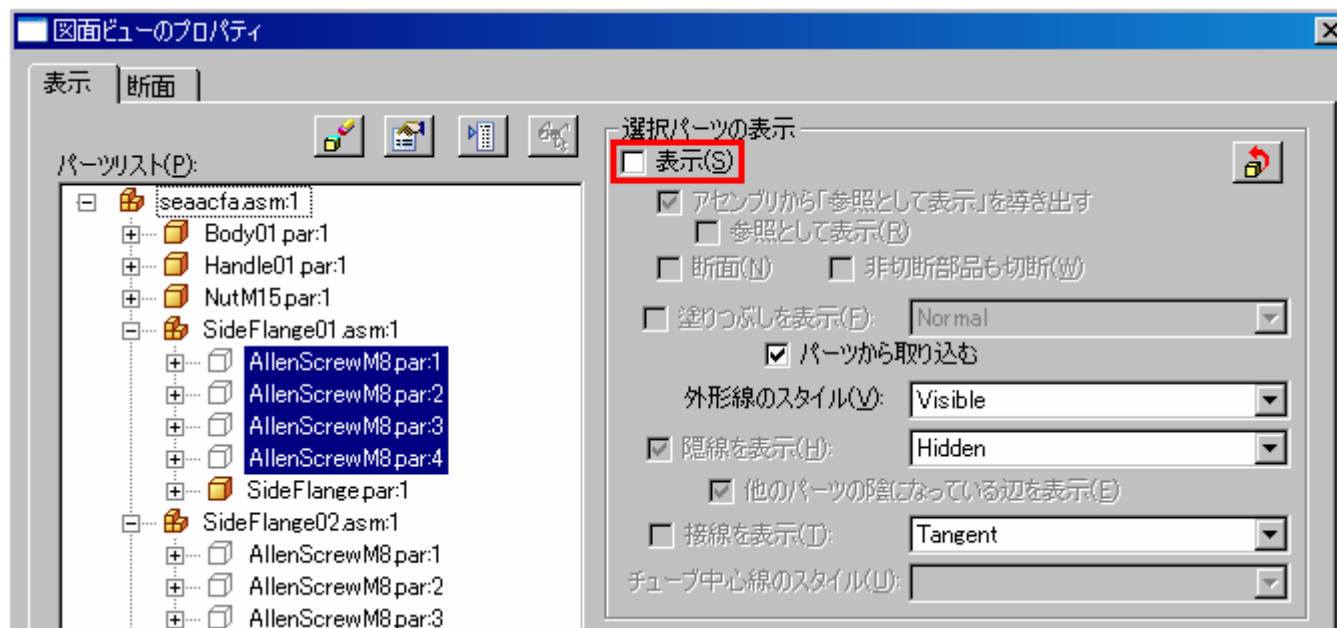 図面ビューのプロパティ
表示
断面
パーツリスト(P):
seaacfa.asm:1
Body01.par:1
Handle01.par:1
NutM15.par:1
SideFlange01.asm:1
AllenScrewM8.par:1
AllenScrewM8.par:2
AllenScrewM8.par:3
AllenScrewM8.par:4
SideFlange.par:1
SideFlange02.asm:1
AllenScrewM8.par:1
AllenScrewM8.par:2
AllenScrewM8.par:3
選択パーツの表示
表示(S)
アセンブリから「参照として表示」を導き出す
参照として表示(R)
断面(N) 非切断部品も切断(W)
塗りつぶしを表示(F): Normal
パーツから取り込む
外形線のスタイル(V): Visible
隠線を表示(H): Hidden
他のパーツの陰になっている辺を表示(E)
接線を表示(T): Tangent
チューブ中心線のスタイル(U):